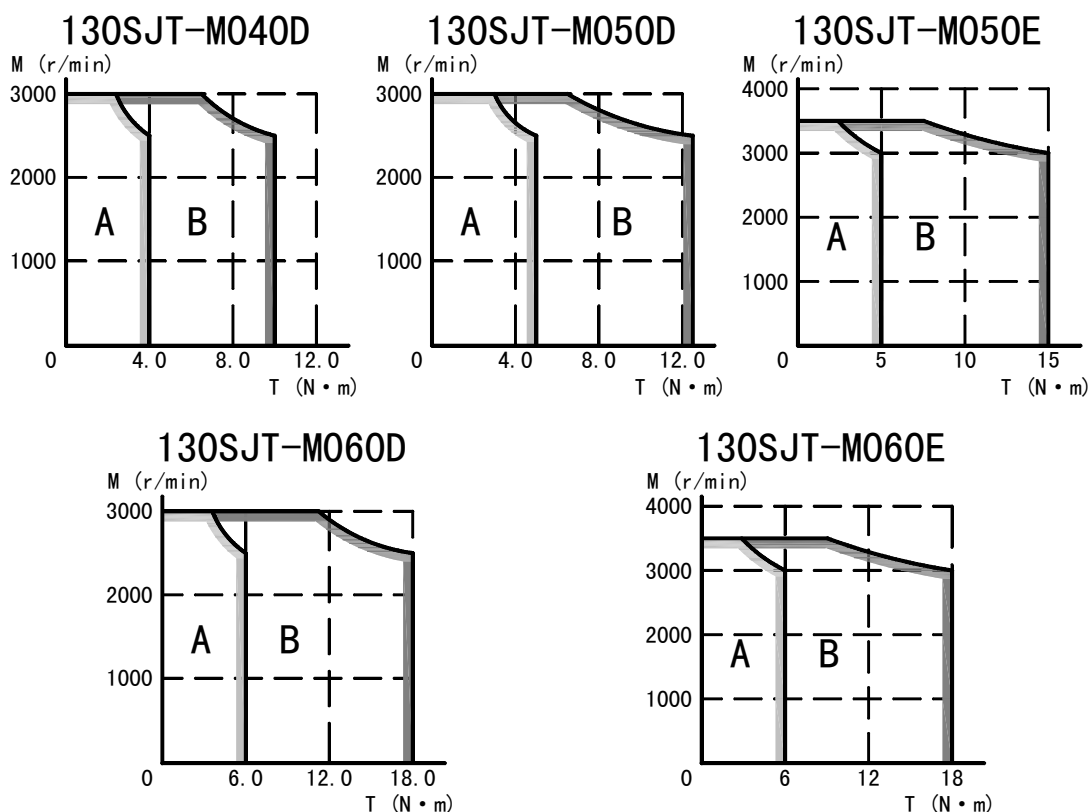 130SJT-M040D
M (r/min)
3000
2000
1000
0
A
B
4.0 8.0 12.0
T (N·m)
130SJT-M050D
M (r/min)
3000
2000
1000
0
A
B
4.0 8.0 12.0
T (N·m)
130SJT-M050E
M (r/min)
4000
3000
2000
1000
0
A
B
5 10 15
T (N·m)
130SJT-M060D
M (r/min)
3000
2000
1000
0
A
B
6.0 12.0 18.0
T (N·m)
130SJT-M060E
M (r/min)
4000
3000
2000
1000
0
A
B
6 12 18
T (N·m)